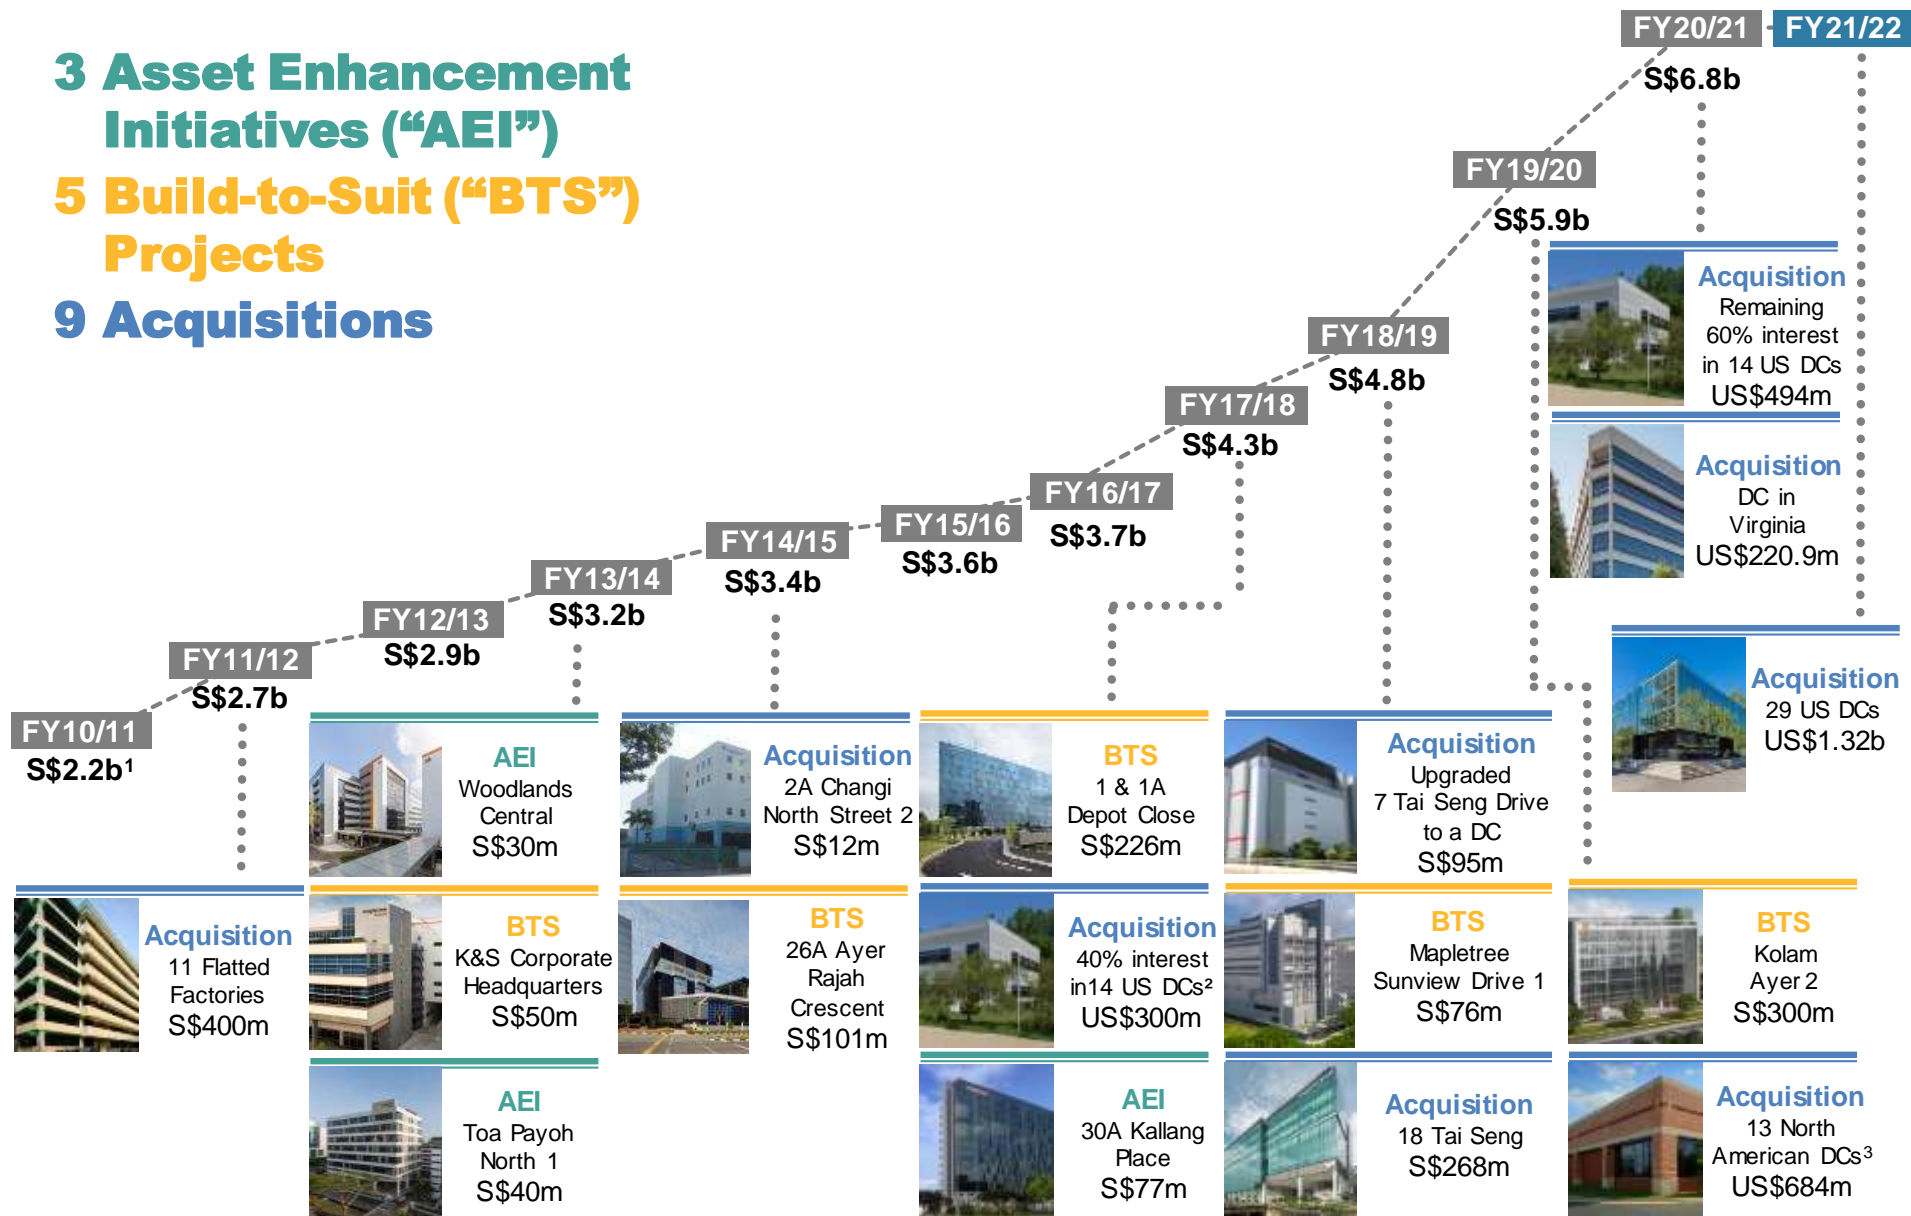 3 Asset Enhancement
Initiatives (“AEI”)
5 Build-to-Suit (“BTS”)
Projects
9 Acquisitions
FY10/11
S$2.2b¹
FY11/12
S$2.7b
FY12/13
S$2.9b
FY13/14
S$3.2b
FY14/15
S$3.4b
FY15/16
S$3.6b
FY16/17
S$3.7b
FY17/18
S$4.3b
FY18/19
S$4.8b
FY19/20
S$5.9b
FY20/21
S$6.8b
FY21/22
Acquisition
11 Flatted
Factories
S$400m
AEI
Woodlands
Central
S$30m
BTS
K&S Corporate
Headquarters
S$50m
AEI
Toa Payoh
North 1
S$40m
Acquisition
2A Changi
North Street 2
S$12m
BTS
26A Ayer
Rajah
Crescent
S$101m
BTS
1 & 1A
Depot Close
S$226m
Acquisition
40% interest
in14 US DCs²
US$300m
AEI
30A Kallang
Place
S$77m
Acquisition
Upgraded
7 Tai Seng Drive
to a DC
S$95m
BTS
Mapletree
Sunview Drive 1
S$76m
Acquisition
18 Tai Seng
S$268m
BTS
Kolam
Ayer 2
S$300m
Acquisition
13 North
American DCs³
US$684m
Acquisition
Remaining
60% interest
in 14 US DCs
US$494m
Acquisition
DC in
Virginia
US$220.9m
Acquisition
29 US DCs
US$1.32b